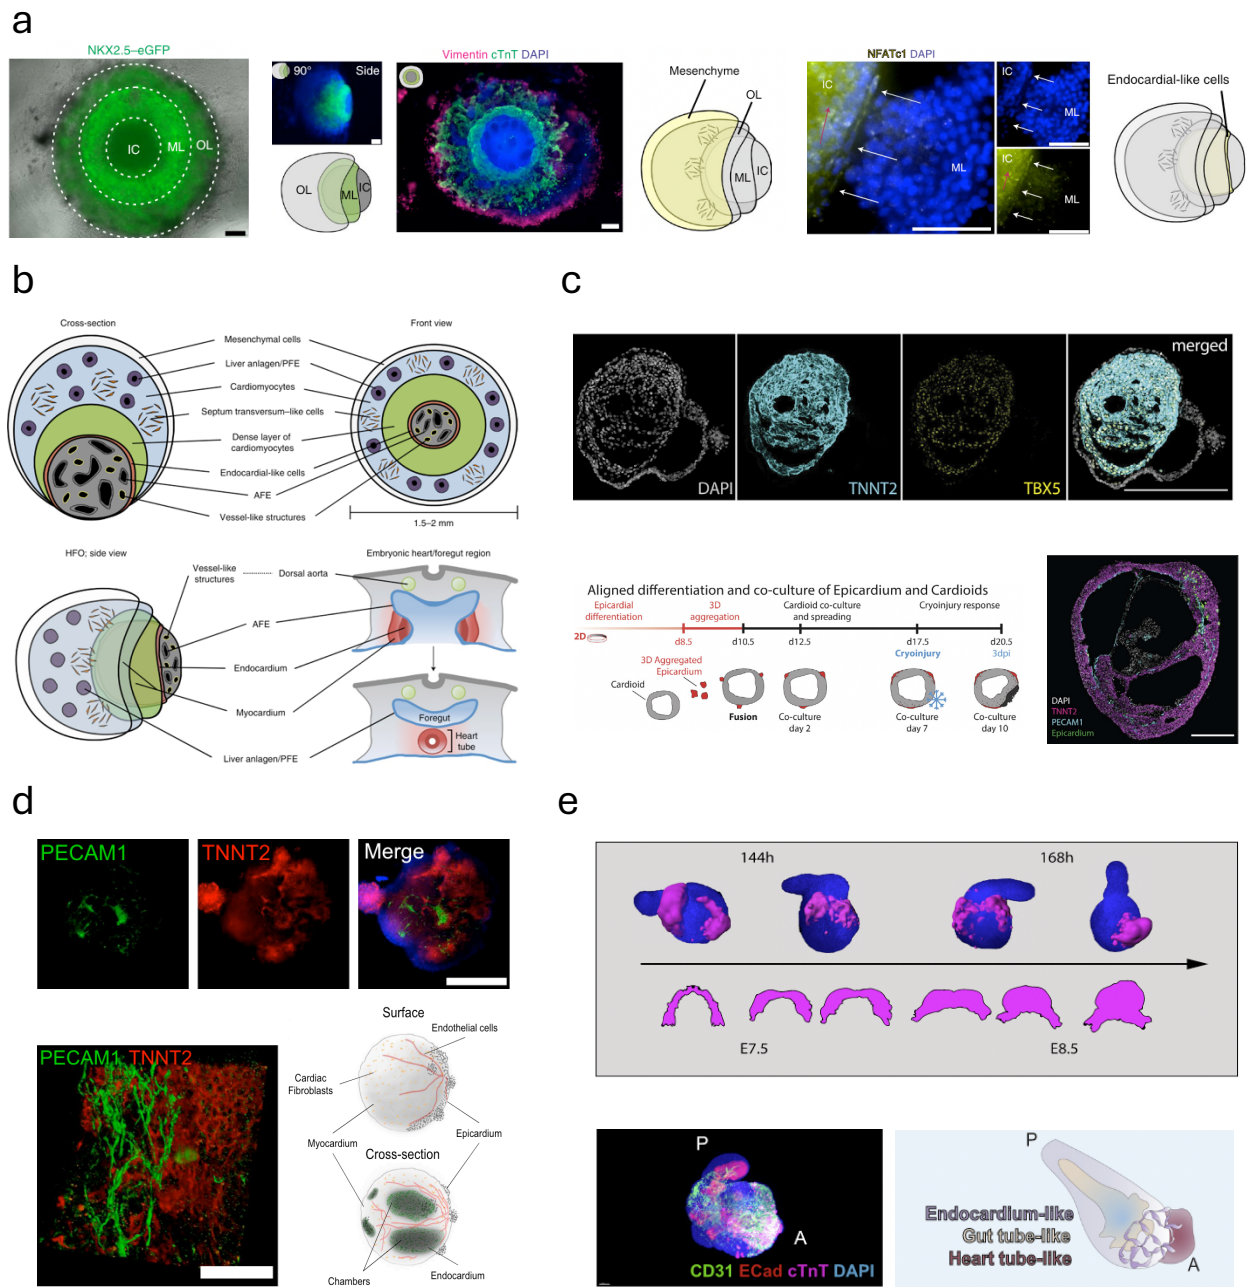 a
NKX2.5–eGFP
IC
ML
OL
90°
Side
OL
ML
IC
Vimentin cTnT DAPI
Mesenchyme
OL
ML
IC
NFATc1 DAPI
IC
ML
IC
ML
IC
ML
Endocardial-like cells
b
Cross-section
Front view
Mesenchymal cells
Liver anlagen/PFE
Cardiomyocytes
Septum transversum–like cells
Dense layer of
cardiomyocytes
Endocardial-like cells
AFE
Vessel-like structures
1.5–2 mm
HFO; side view
Embryonic heart/foregut region
Vessel-like
structures
Dorsal aorta
AFE
Endocardium
Myocardium
Liver anlagen/PFE
Foregut
Heart
tube
c
DAPI
TNNT2
TBX5
merged
Aligned differentiation and co-culture of Epicardium and Cardioids
Epicardial
differentiation
3D
aggregation
Cardioid co-culture
and spreading
Cryoinjury response
2D
d8.5
d10.5
d12.5
d17.5
d20.5
Cryoinjury
3dpi
3D Aggregated
Epicardium
Cardioid
Fusion
Co-culture
day 2
Co-culture
day 7
Co-culture
day 10
DAPI
TNNT2
PECAM1
Epicardium
d
PECAM1
TNNT2
Merge
PECAM1 TNNT2
Surface
Endothelial cells
Cardiac
Fibroblasts
Myocardium
Epicardium
Cross-section
Chambers
Endocardium
e
144h
168h
E7.5
E8.5
P
A
CD31 ECad cTnT DAPI
P
Endocardium-like
Gut tube-like
Heart tube-like
A